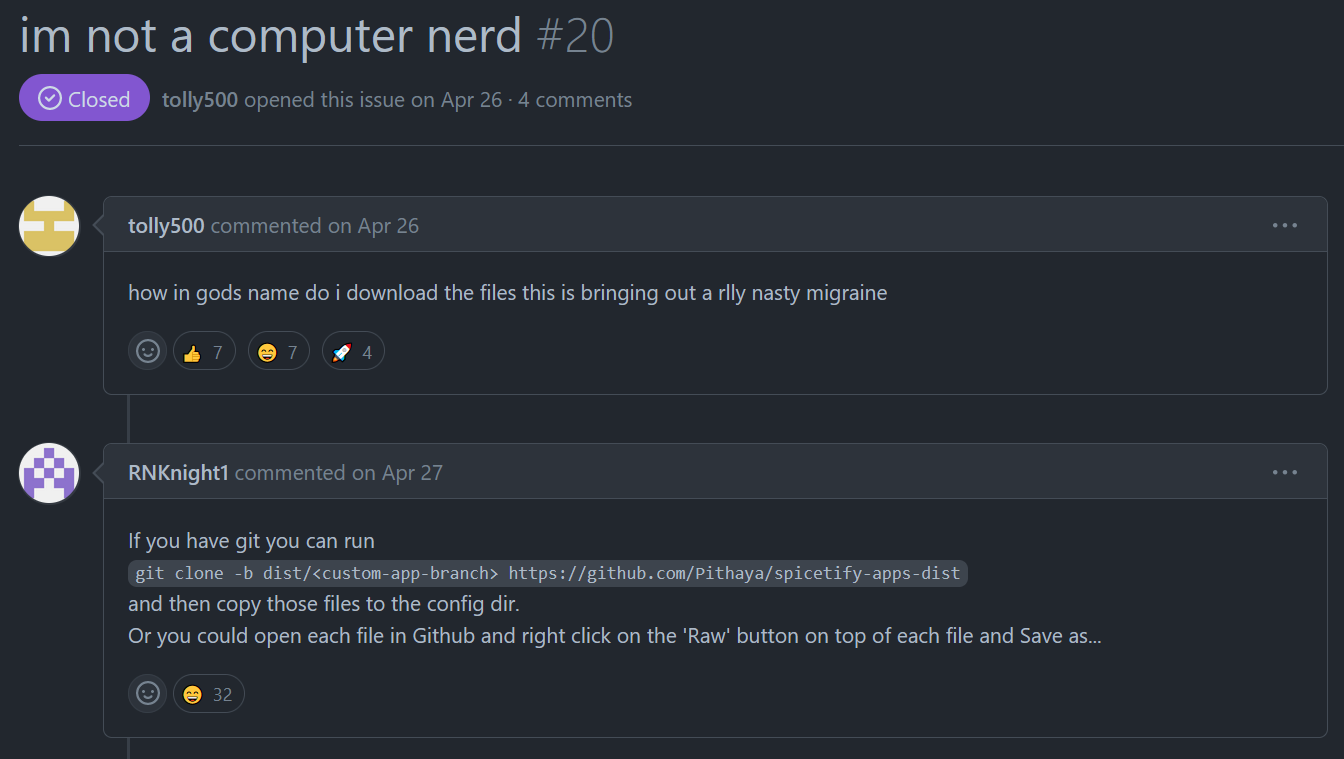 im not a computer nerd #20
Closed tolly500 opened this issue on Apr 26 · 4 comments
tolly500 commented on Apr 26
how in gods name do i download the files this is bringing out a rlly nasty migraine
👍 7 😄 7 🚀 4
RNKnight1 commented on Apr 27
If you have git you can run
git clone -b dist/<custom-app-branch> https://github.com/Pithaya/spicetify-apps-dist
and then copy those files to the config dir.
Or you could open each file in Github and right click on the 'Raw' button on top of each file and Save as...
😄 32